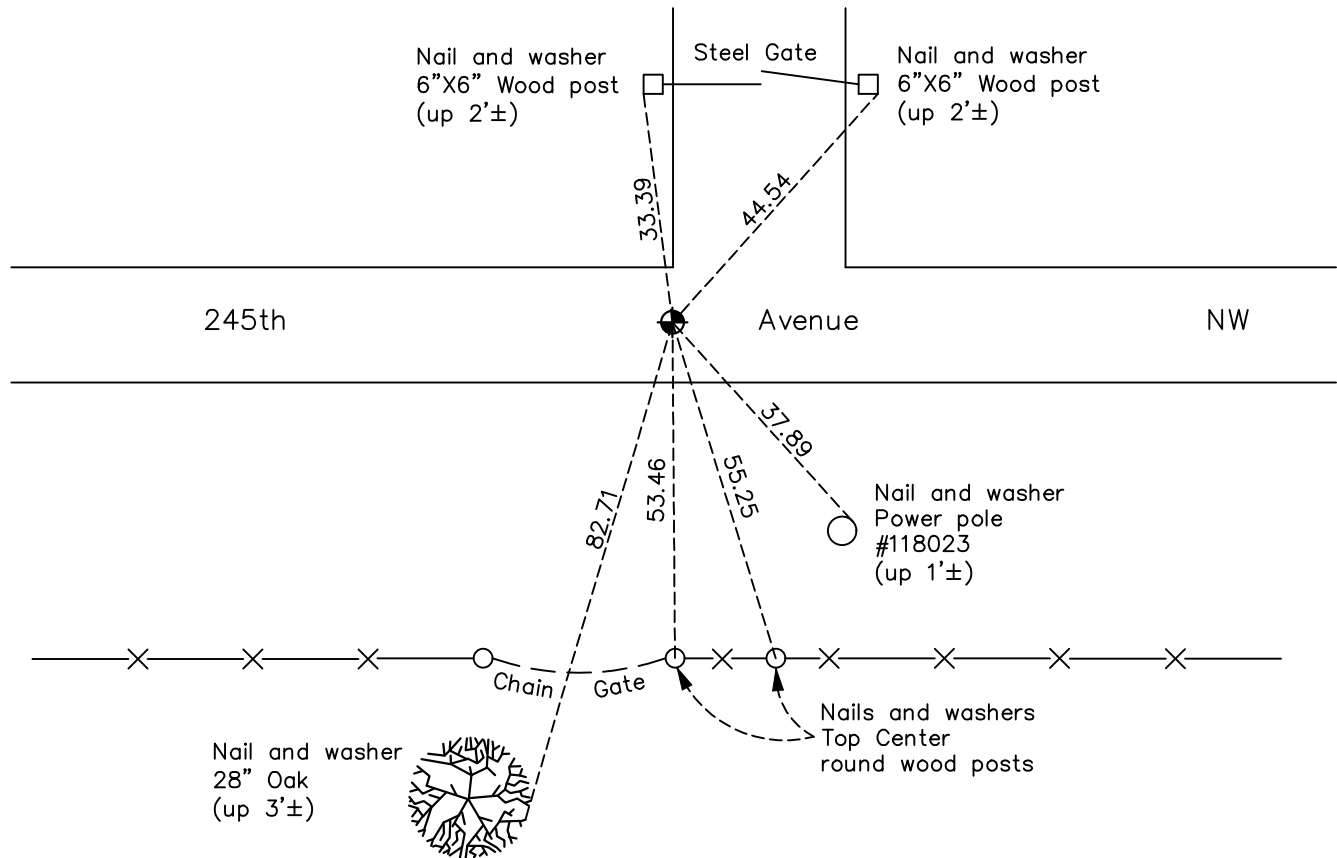 Nail and washer
6”X6” Wood post
(up 2’±)
Steel Gate
Nail and washer
6”X6” Wood post
(up 2’±)
33.39
44.54
245th Avenue NW
37.89
82.71
53.46
55.25
Nail and washer
Power pole
#118023
(up 1’±)
Chain Gate
Nails and washers
Top Center
round wood posts
Nail and washer
28” Oak
(up 3’±)